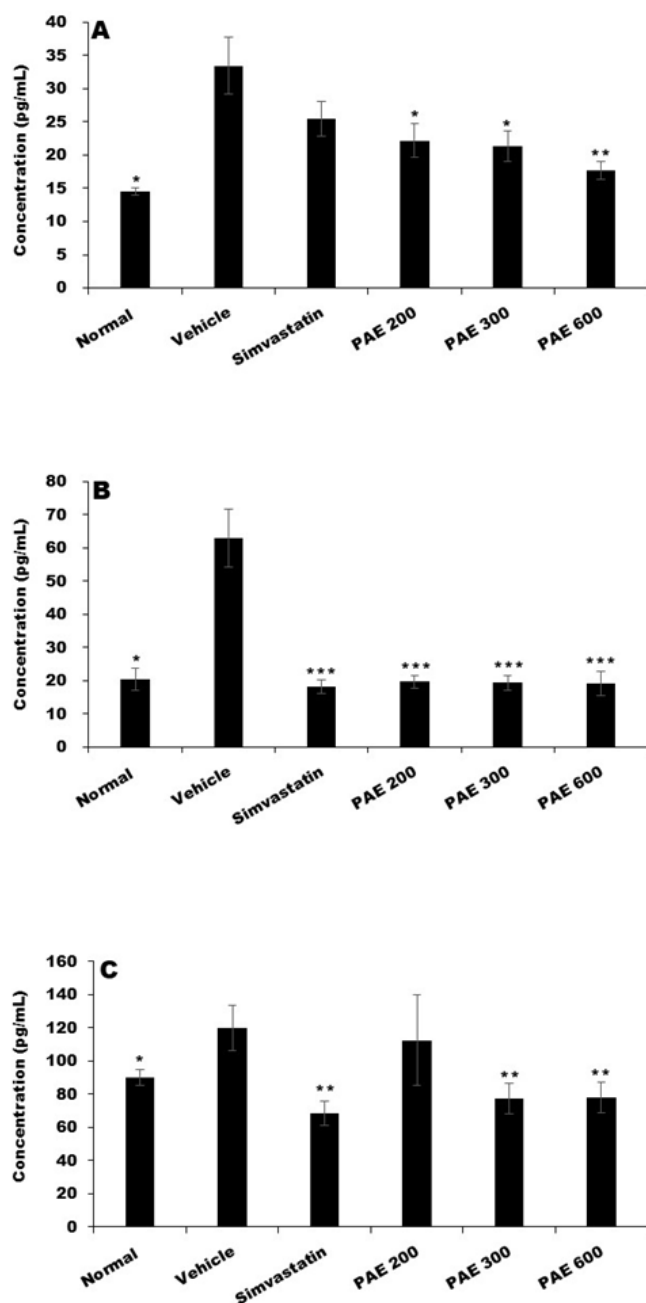 A
Concentration (pg/mL)
40
35
30
25
20
15
10
5
0
*
*
*
**
Normal
Vehicle
Simvastatin
PAE 200
PAE 300
PAE 600
B
Concentration (pg/mL)
80
70
60
50
40
30
20
10
0
*
***
***
***
***
Normal
Vehicle
Simvastatin
PAE 200
PAE 300
PAE 600
C
Concentration (pg/mL)
160
140
120
100
80
60
40
20
0
*
**
**
**
Normal
Vehicle
Simvastatin
PAE 200
PAE 300
PAE 600